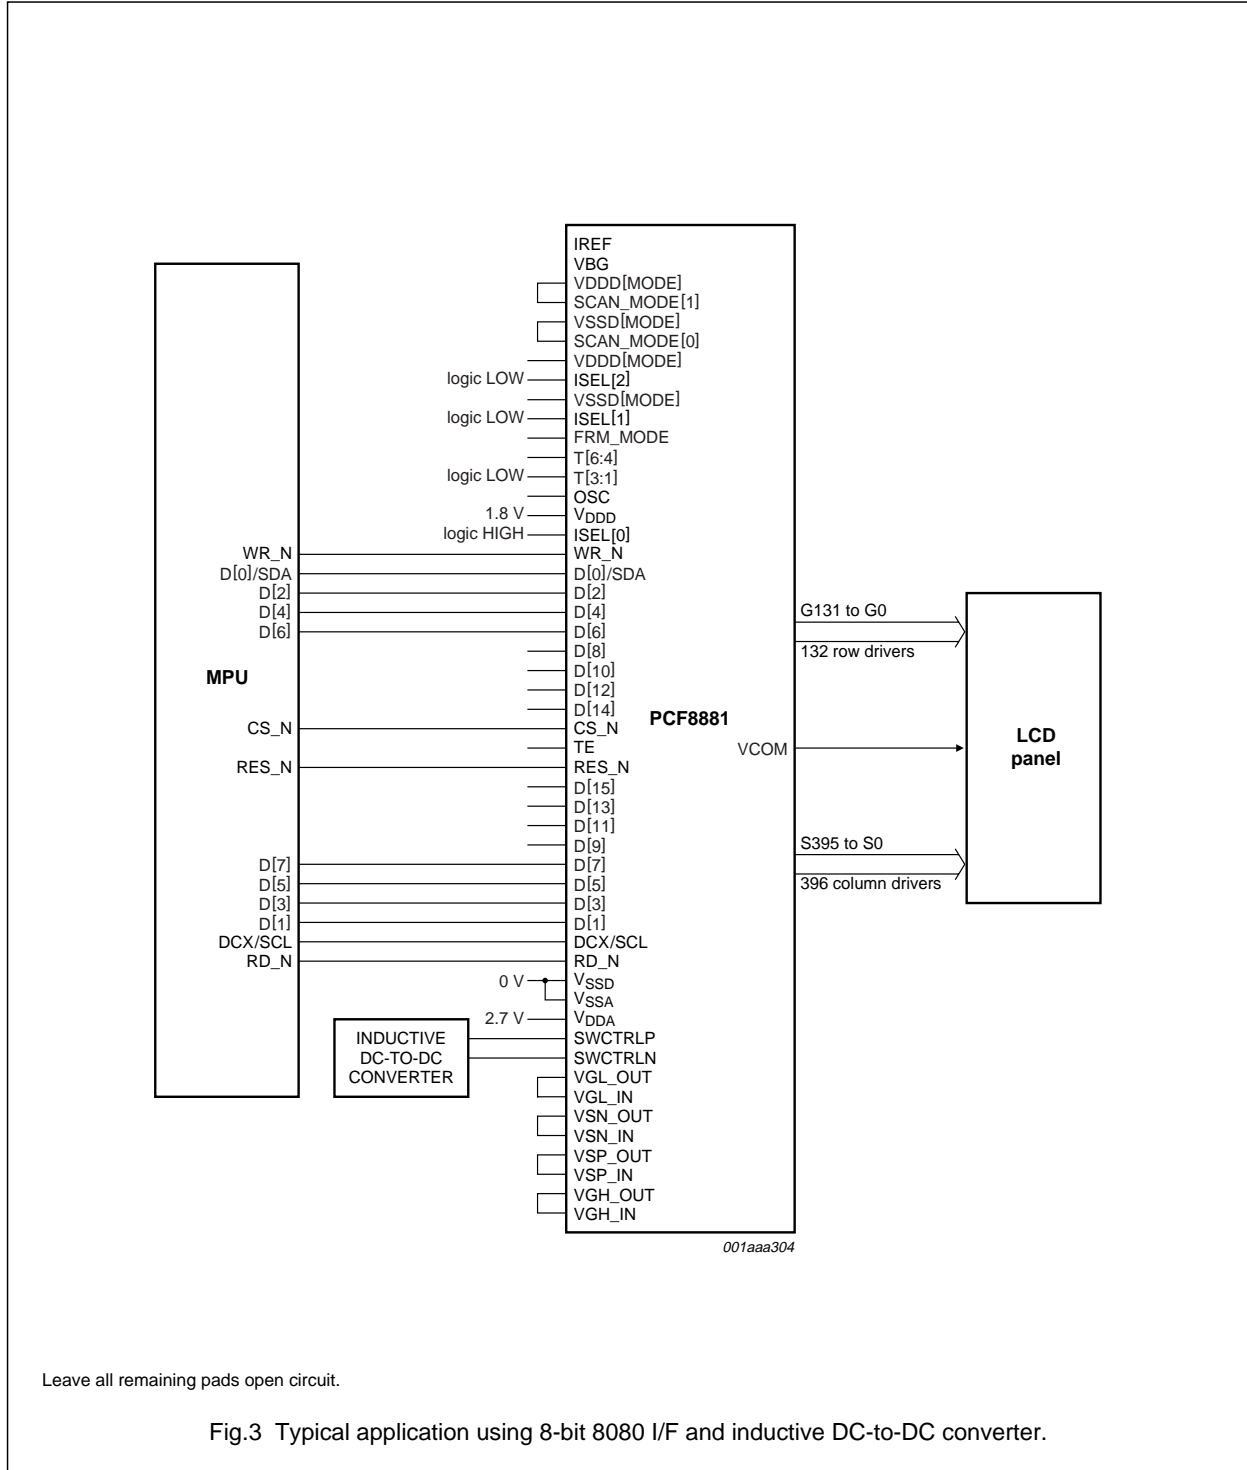 IREF
VBG
VDDD[MODE]
SCAN_MODE[1]
VSSD[MODE]
SCAN_MODE[0]
VDDD[MODE]
logic LOW ISEL[2]
VSSD[MODE]
logic LOW ISEL[1]
FRM_MODE
T[6:4]
logic LOW T[3:1]
OSC
1.8 V VDDD
logic HIGH ISEL[0]
WR_N WR_N
D[0]/SDA D[0]/SDA
D[2] D[2]
D[4] D[4]
D[6] D[6]
D[8]
D[10]
D[12]
D[14]
MPU
PCF8881
CS_N CS_N
TE
RES_N RES_N
D[15]
D[13]
D[11]
D[9]
D[7] D[7]
D[5] D[5]
D[3] D[3]
D[1] D[1]
DCX/SCL DCX/SCL
RD_N RD_N
0 V VSSD
VSSA
2.7 V VDDA
INDUCTIVE
DC-TO-DC
CONVERTER
SWCTRLP
SWCTRLN
VGL_OUT
VGL_IN
VSN_OUT
VSN_IN
VSP_OUT
VSP_IN
VGH_OUT
VGH_IN
G131 to G0
132 row drivers
VCOM
LCD
panel
S395 to S0
396 column drivers
001aaa304
Leave all remaining pads open circuit.
Fig.3 Typical application using 8-bit 8080 I/F and inductive DC-to-DC converter.